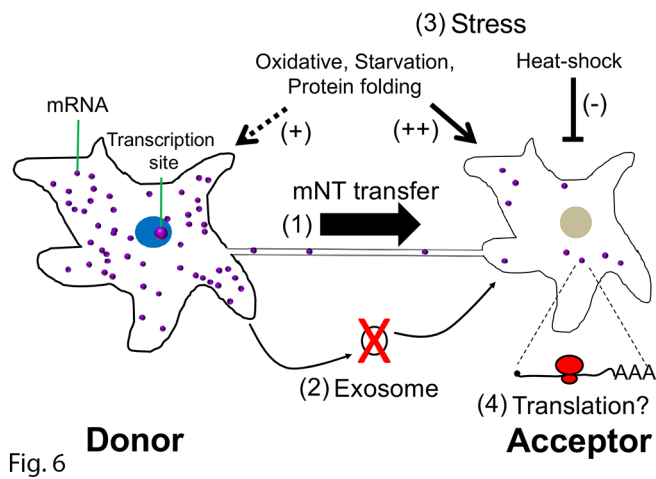 (3) Stress
Oxidative, Starvation,
Protein folding
Heat-shock
mRNA
(+)
(++)
(-)
Transcription
site
mNT transfer
(1)
(2) Exosome
AAA
(4) Translation?
Donor
Acceptor
Fig. 6